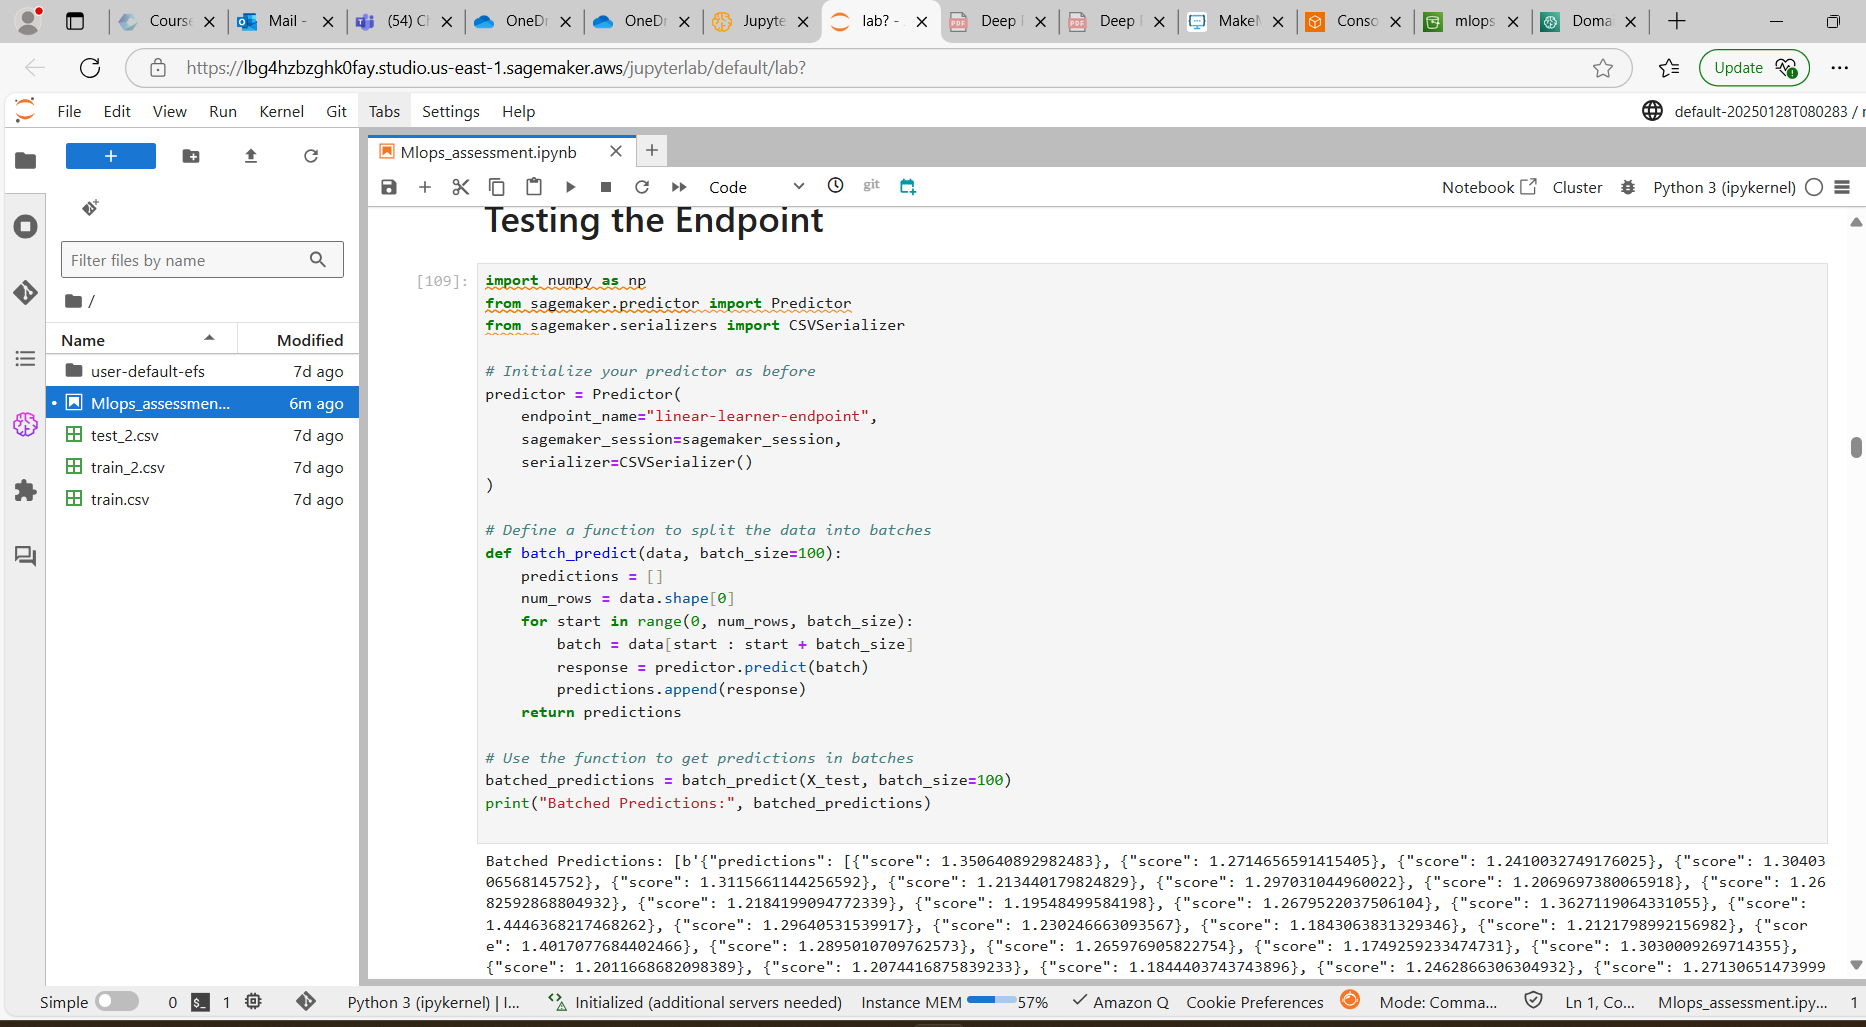 Course
Mail -
(54) Ch
OneDr
OneDr
Jupyte
lab? -
Deep
Deep
MakeM
Conso
mlops
Doma
https://lbg4hzbzghk0fay.studio.us-east-1.sagemaker.aws/jupyterlab/default/lab?
Update
File Edit View Run Kernel Git Tabs Settings Help
default-20250128T080283 /
Mlops_assessment.ipynb
Code
git
Notebook
Cluster
Python 3 (ipykernel)
Filter files by name
/
Name Modified
user-default-efs 7d ago
Mlops_assessmen... 6m ago
test_2.csv 7d ago
train_2.csv 7d ago
train.csv 7d ago
Testing the Endpoint
[109]:
import numpy as np
from sagemaker.predictor import Predictor
from sagemaker.serializers import CSVSerializer
# Initialize your predictor as before
predictor = Predictor(
    endpoint_name="linear-learner-endpoint",
    sagemaker_session=sagemaker_session,
    serializer=CSVSerializer()
)
# Define a function to split the data into batches
def batch_predict(data, batch_size=100):
    predictions = []
    num_rows = data.shape[0]
    for start in range(0, num_rows, batch_size):
        batch = data[start : start + batch_size]
        response = predictor.predict(batch)
        predictions.append(response)
    return predictions
# Use the function to get predictions in batches
batched_predictions = batch_predict(X_test, batch_size=100)
print("Batched Predictions:", batched_predictions)
Batched Predictions: [b'{"predictions": [{"score": 1.350640892982483}, {"score": 1.2714656591415405}, {"score": 1.2410032749176025}, {"score": 1.30403
06568145752}, {"score": 1.3115661144256592}, {"score": 1.213440179824829}, {"score": 1.297031044960022}, {"score": 1.2069697380065918}, {"score": 1.26
82592868804932}, {"score": 1.2184199094772339}, {"score": 1.19548499584198}, {"score": 1.2679522037506104}, {"score": 1.3627119064331055}, {"score":
1.4446368217468262}, {"score": 1.29640531539917}, {"score": 1.230246663093567}, {"score": 1.1843063831329346}, {"score": 1.2121798992156982}, {"scor
e": 1.4017077684402466}, {"score": 1.2895010709762573}, {"score": 1.265976905822754}, {"score": 1.1749259233474731}, {"score": 1.3030009269714355},
{"score": 1.2011668682098389}, {"score": 1.2074416875839233}, {"score": 1.1844403743743896}, {"score": 1.2462866306304932}, {"score": 1.27130651473999
Simple 0 1 Python 3 (ipykernel) | I... Initialized (additional servers needed) Instance MEM 57% Amazon Q Cookie Preferences Mode: Comma... Ln 1, Co... Mlops_assessment.ipy... 1